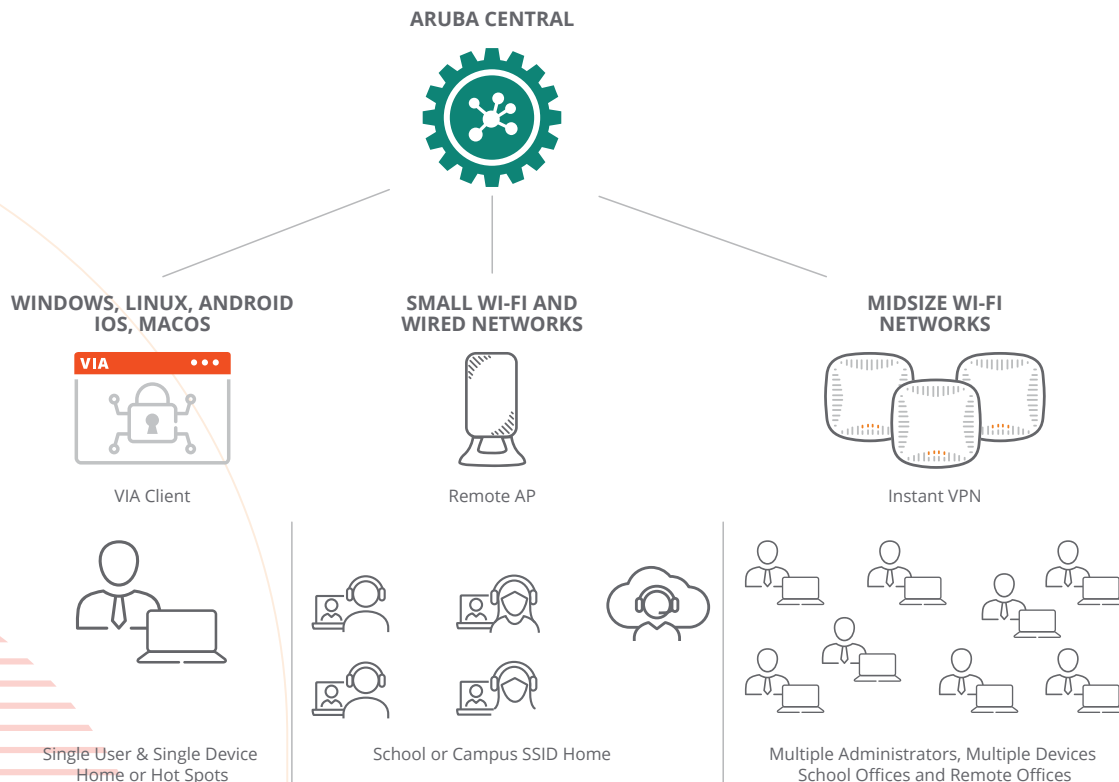 ARUBA CENTRAL
WINDOWS, LINUX, ANDROID
IOS, MACOS
VIA
VIA Client
Single User & Single Device
Home or Hot Spots
SMALL WI-FI AND
WIRED NETWORKS
Remote AP
School or Campus SSID Home
MIDSIZE WI-FI
NETWORKS
Instant VPN
Multiple Administrators, Multiple Devices
School Offices and Remote Offices